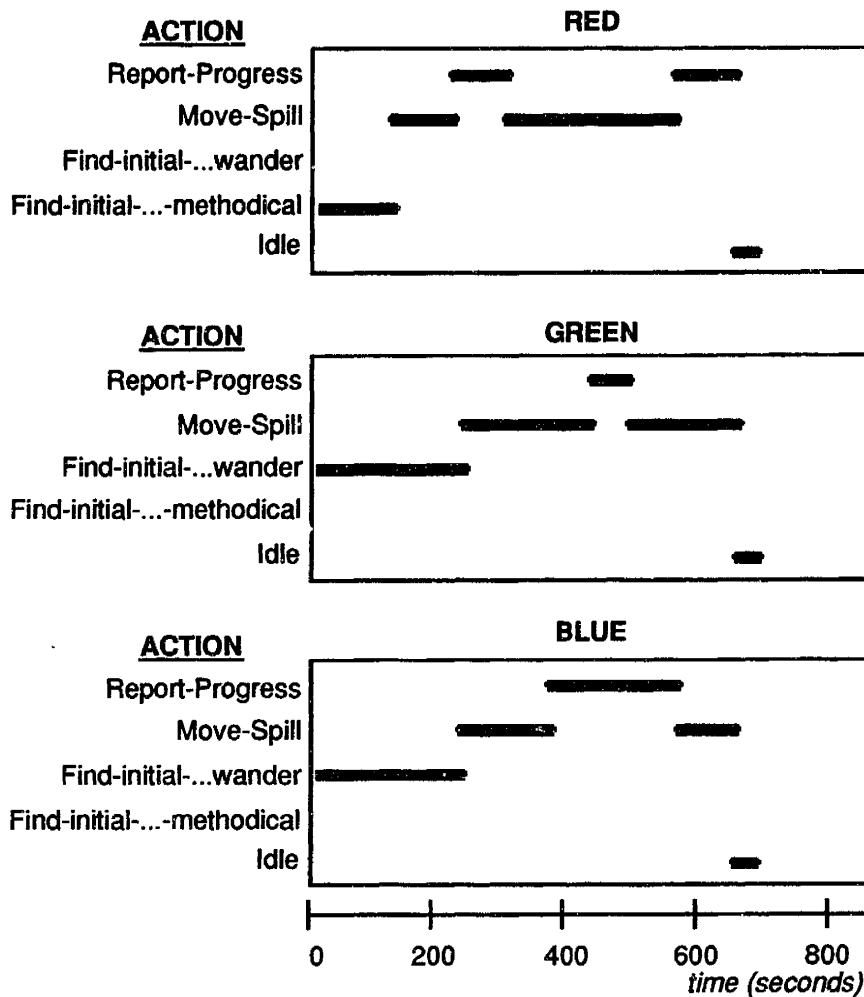 ACTION RED
Report-Progress
Move-Spill
Find-initial-...wander
Find-initial-...-methodical
Idle
ACTION GREEN
Report-Progress
Move-Spill
Find-initial-...wander
Find-initial-...-methodical
Idle
ACTION BLUE
Report-Progress
Move-Spill
Find-initial-...wander
Find-initial-...-methodical
Idle
0 200 400 600 800
time (seconds)